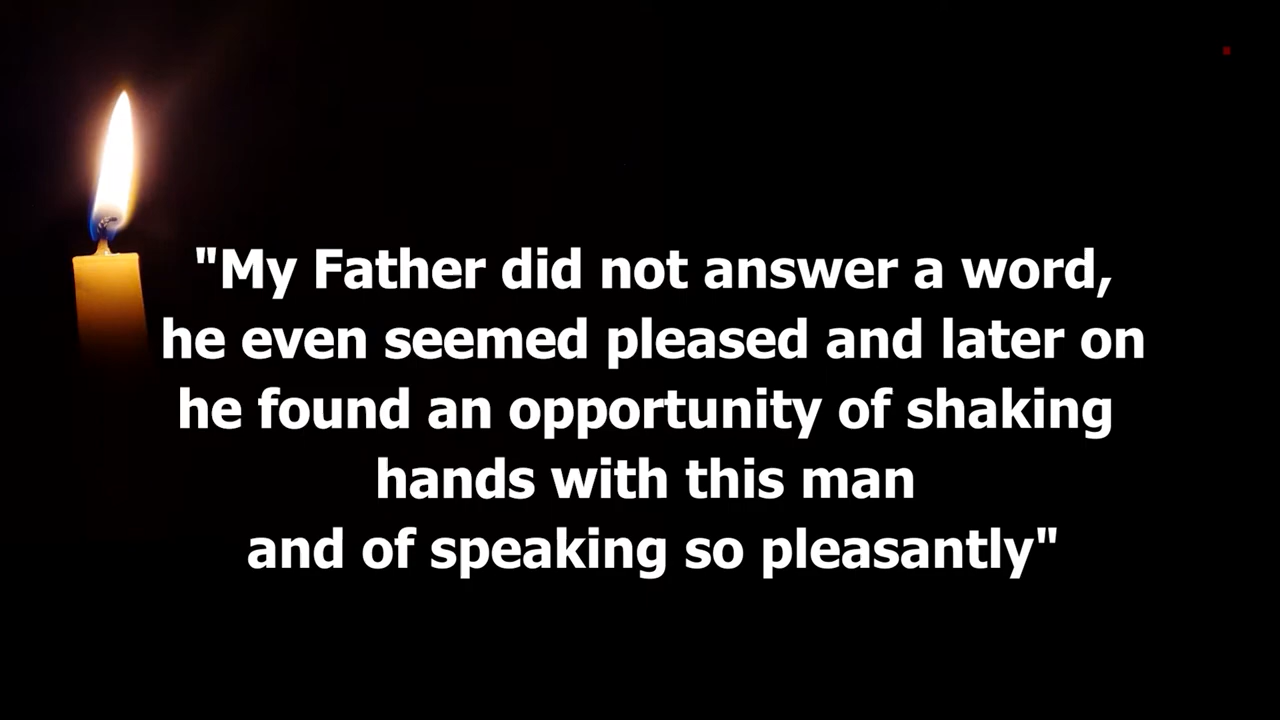 "My Father did not answer a word,
he even seemed pleased and later on
he found an opportunity of shaking
hands with this man
and of speaking so pleasantly"